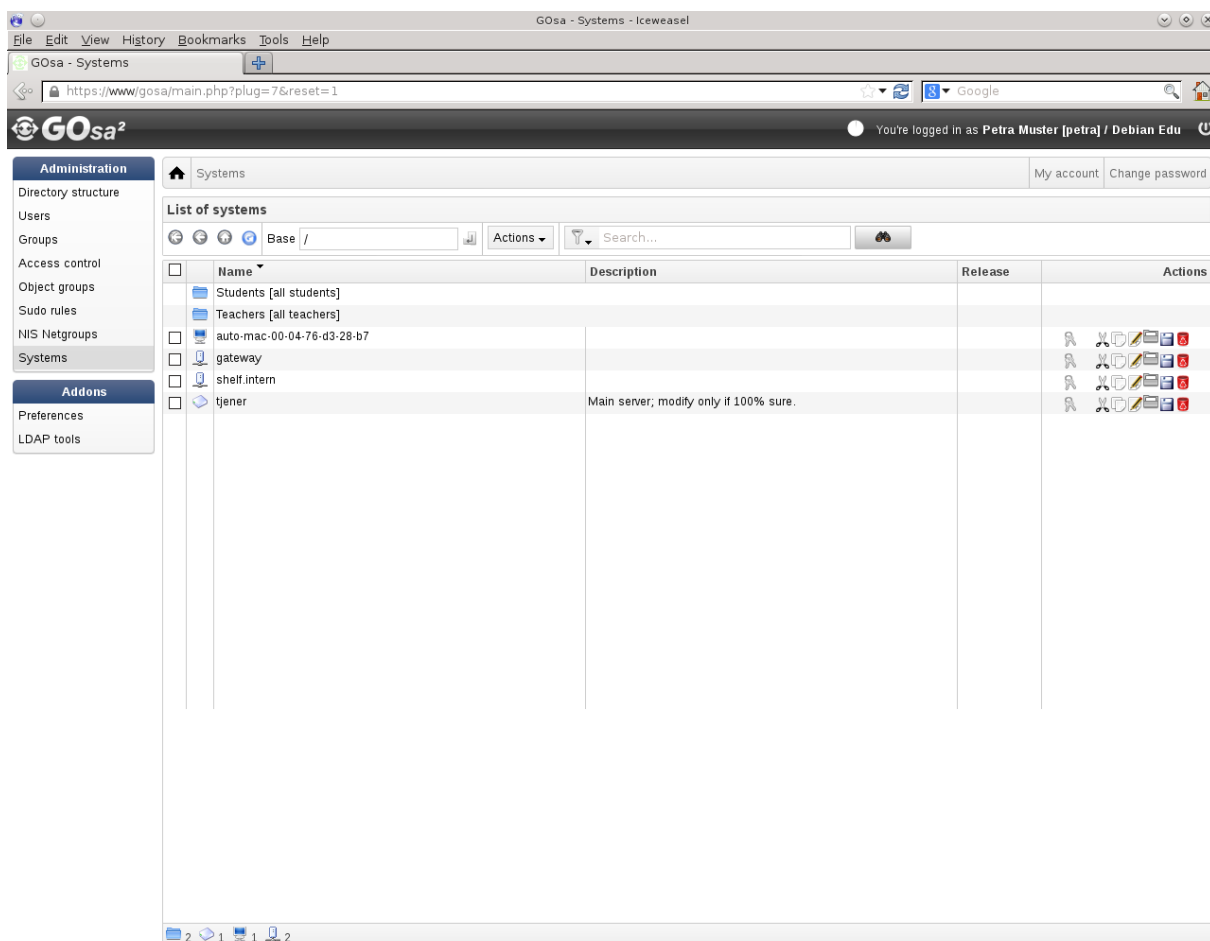 GOsa - Systems - Iceweasel
File Edit View History Bookmarks Tools Help
GOsa - Systems
https://www/gosa/main.php?plug=7&reset=1
8 Google
GOsa²
You're logged in as Petra Muster [petra] / Debian Edu
Administration
Directory structure
Users
Groups
Access control
Object groups
Sudo rules
NIS Netgroups
Systems
Addons
Preferences
LDAP tools
Systems My account Change password
List of systems
Base / Actions Search...
Name Description Release Actions
Students [all students]
Teachers [all teachers]
auto-mac-00-04-76-d3-28-b7
gateway
shelf.intern
tjener Main server; modify only if 100% sure.
2 1 1 2